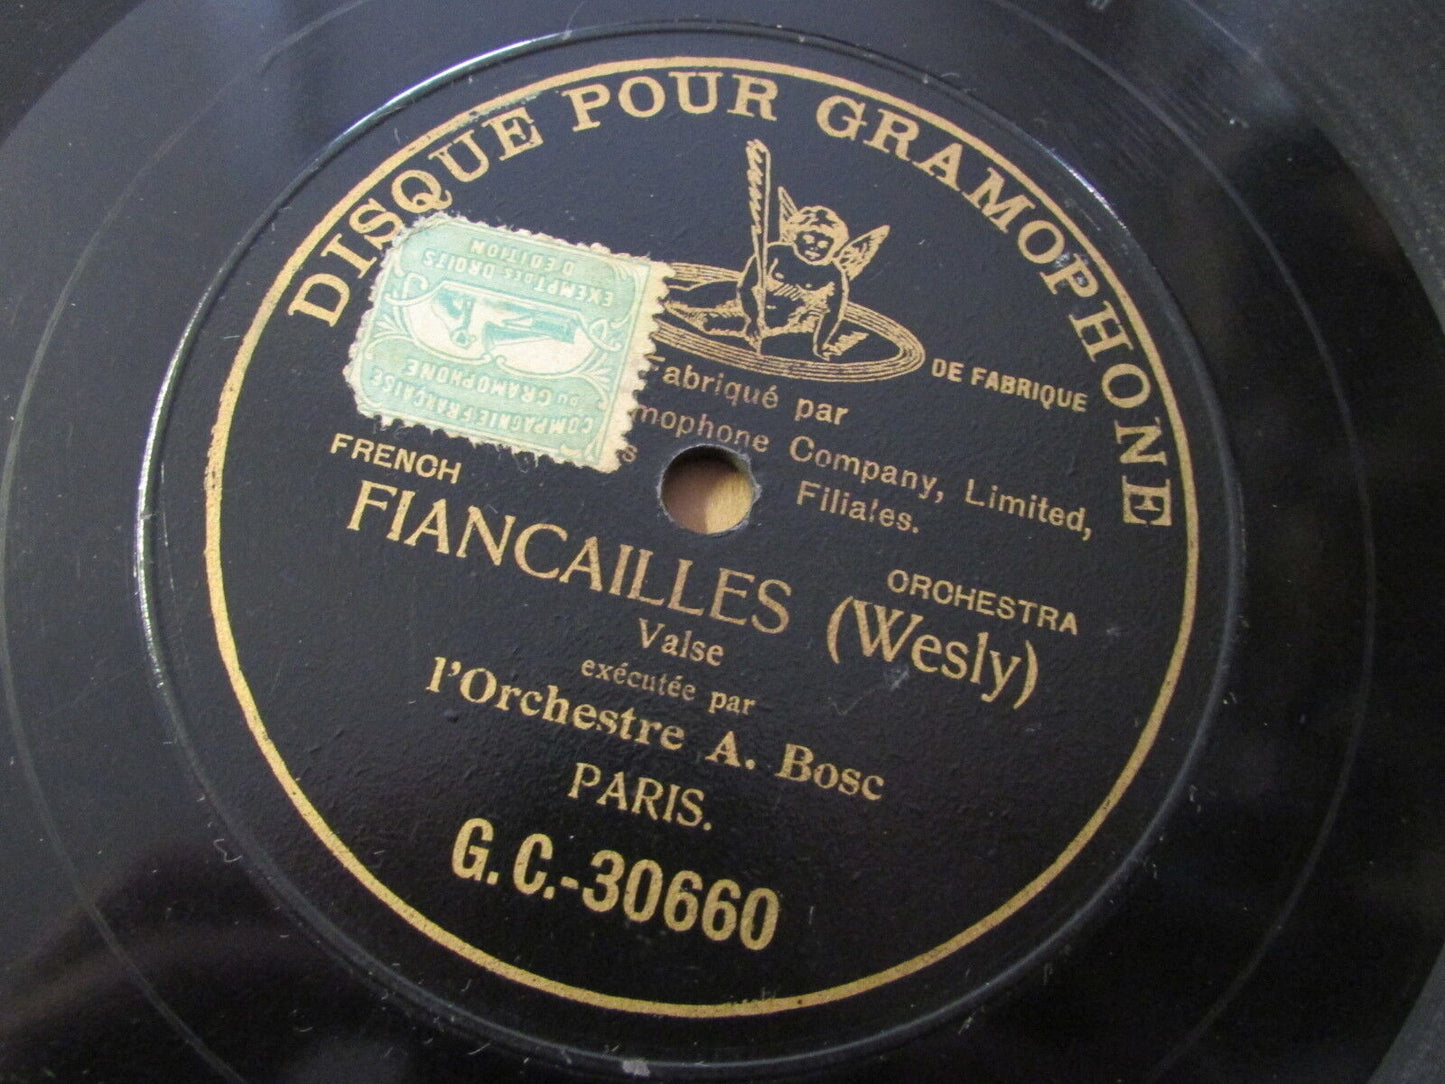 DISQUE POUR GRAMOPHONE
DE FABRIQUE
Fabriqué par
mophone Company, Limited,
s Filiales.
EXEMPT DES DROITS
D'ÉDITION
COMPAGNIE FRANÇAISE
DU GRAMOPHONE
FRENCH ORCHESTRA
FIANCAILLES (Wesly)
Valse
exécutée par
l'Orchestre A. Bosc
PARIS.
G.C.-30660